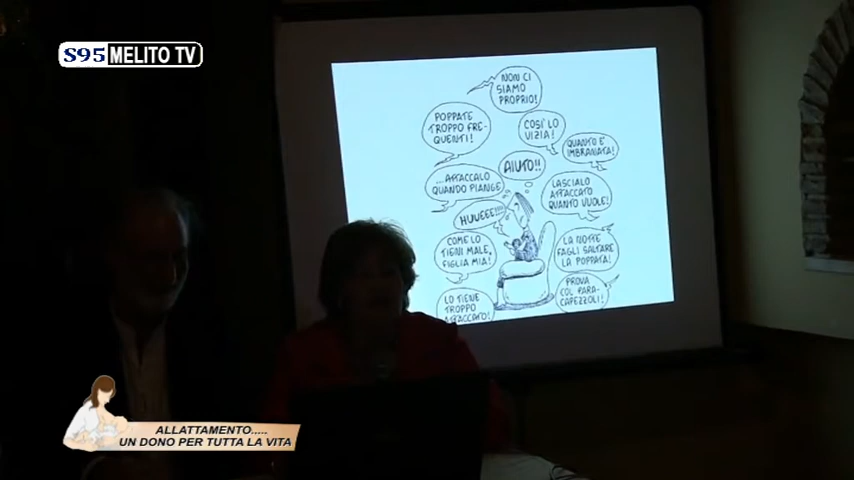 S95 MELITO TV
NON CI
SIAMO
PROPRIO!
POPPATE
TROPPO FRE-
QUENTI!
COSÌ LO
VIZIA!
QUANTO È
IMBRANATA!
AIUTO!!
...ATTACCALO
QUANDO PIANGE
LASCIALO
ATTACCATO
QUANTO VUOLE!
HUUEEE!!!!
COME LO
TIENI MALE,
FIGLIA MIA!
LA NOTTE
FAGLI SALTARE
LA POPPATA!
LO TIENE
TROPPO
ATTACCATO!
PROVA
COL PARA-
CAPEZZOLI!
ALLATTAMENTO.....
UN DONO PER TUTTA LA VITA